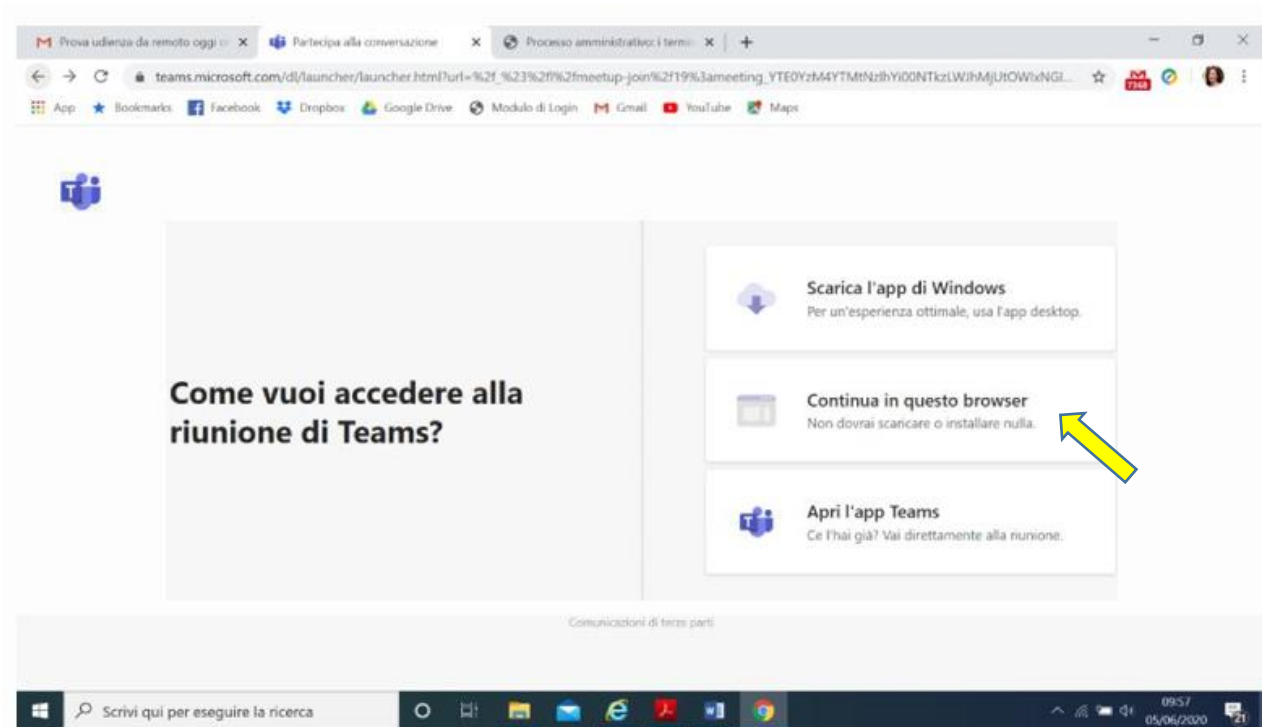 Prova udienza da remoto oggi
Partecipa alla conversazione
Processo amministrativo: i termi
teams.microsoft.com/dl/launcher/launcher.html?url=%2f_%23%2fl%2fmeetup-join%2f19%3ameeting_
App
Bookmarks
Facebook
Dropbox
Google Drive
Modulo di Login
Gmail
YouTube
Maps
Scarica l'app di Windows
Per un'esperienza ottimale, usa l'app desktop.
Come vuoi accedere alla
riunione di Teams?
Continua in questo browser
Non dovrai scaricare o installare nulla.
Apri l'app Teams
Ce l'hai già? Vai direttamente alla riunione.
Comunicazioni di terze parti
Scrivi qui per eseguire la ricerca
09:57
05/06/2020